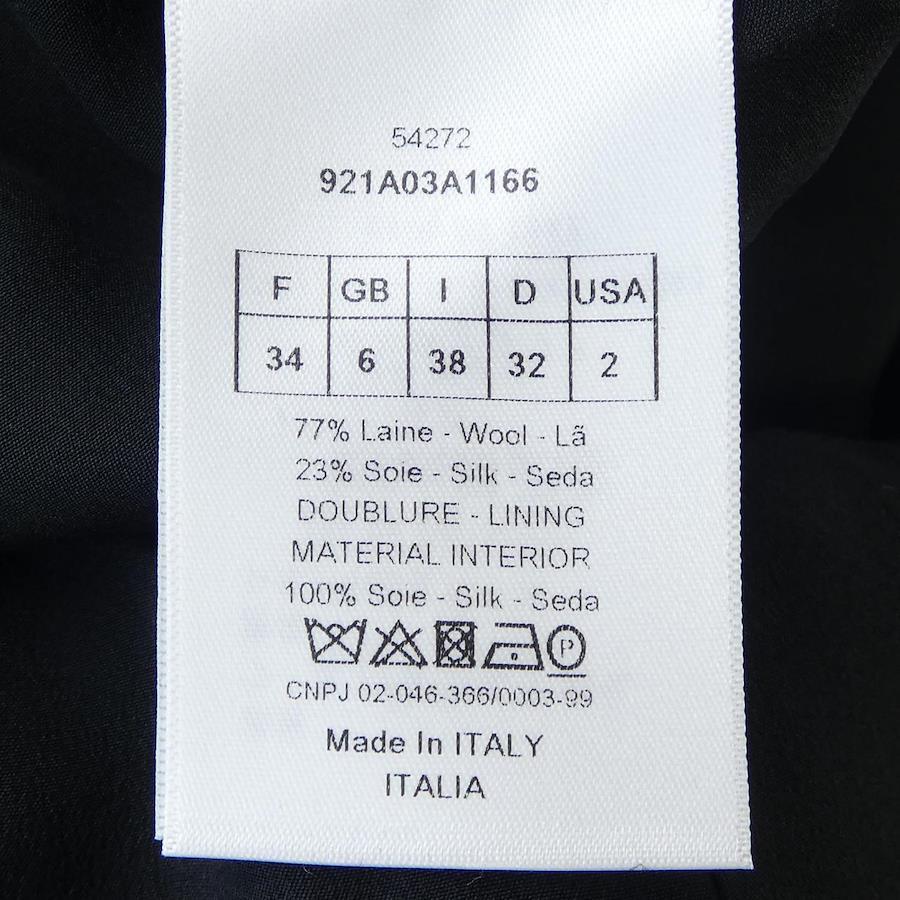 54272
921A03A1166
F GB I D USA
34 6 38 32 2
77% Laine - Wool - Lã
23% Soie - Silk - Seda
DOUBLURE - LINING
MATERIAL INTERIOR
100% Soie - Silk - Seda
P
CNPJ 02-046-366/0003-99
Made In ITALY
ITALIA